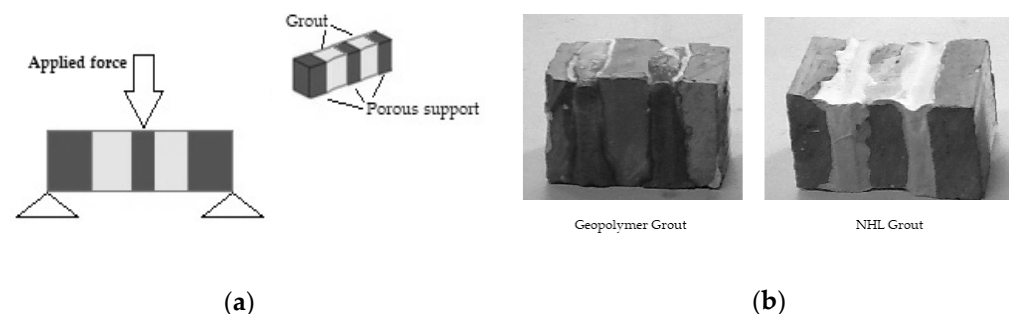 Grout
Applied force
Porous support
Geopolymer Grout
NHL Grout
(a)
(b)